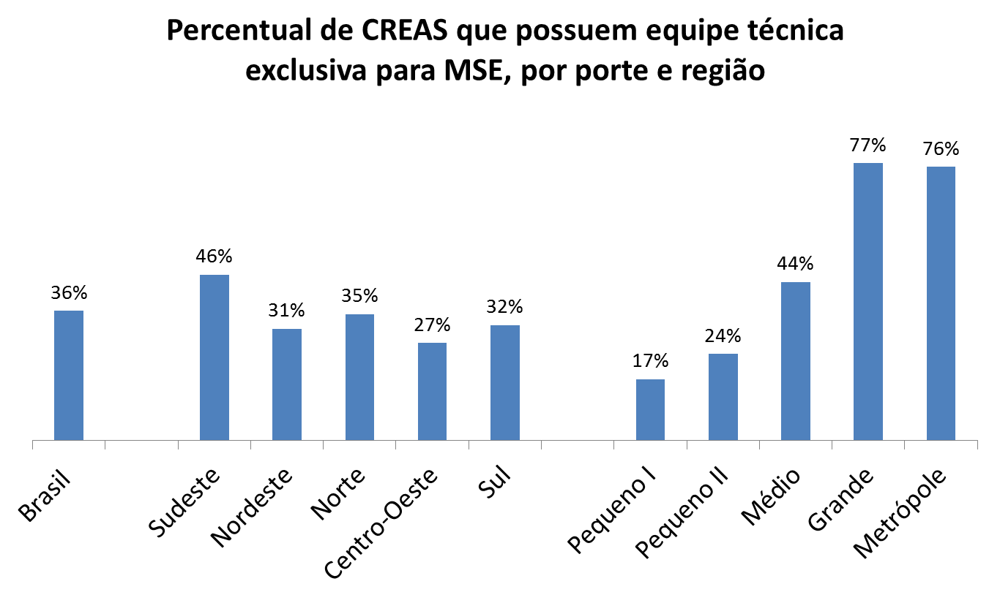 Percentual de CREAS que possuem equipe técnica
exclusiva para MSE, por porte e região
36%
46%
31%
35%
27%
32%
17%
24%
44%
77%
76%
Brasil
Sudeste
Nordeste
Norte
Centro-Oeste
Sul
Pequeno I
Pequeno II
Médio
Grande
Metrópole